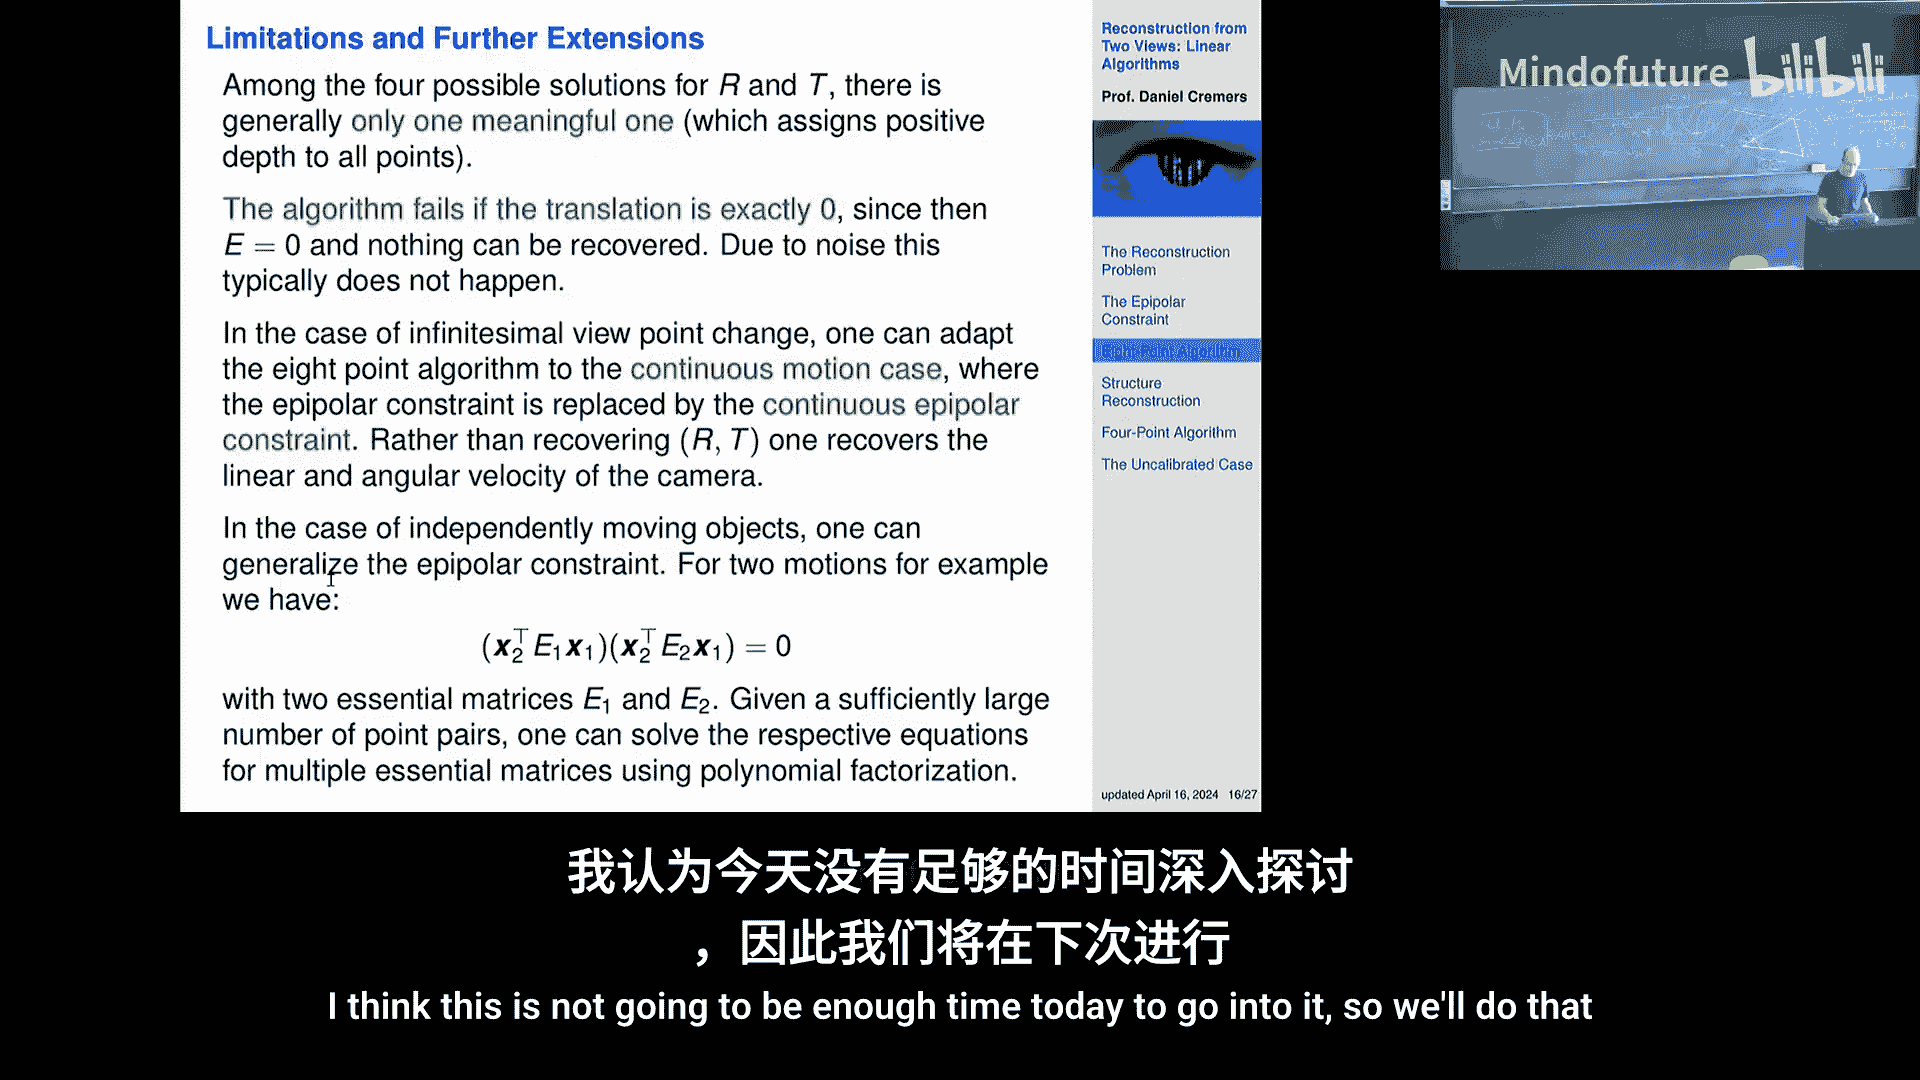 Limitations and Further Extensions
Among the four possible solutions for R and T, there is
generally only one meaningful one (which assigns positive
depth to all points).
The algorithm fails if the translation is exactly 0, since then
E = 0 and nothing can be recovered. Due to noise this
typically does not happen.
In the case of infinitesimal view point change, one can adapt
the eight point algorithm to the continuous motion case, where
the epipolar constraint is replaced by the continuous epipolar
constraint. Rather than recovering (R, T) one recovers the
linear and angular velocity of the camera.
In the case of independently moving objects, one can
generalize the epipolar constraint. For two motions for example
we have:
(x₂⊤ E₁x₁)(x₂⊤ E₂x₁) = 0
with two essential matrices E₁ and E₂. Given a sufficiently large
number of point pairs, one can solve the respective equations
for multiple essential matrices using polynomial factorization.
Reconstruction from
Two Views: Linear
Algorithms
Prof. Daniel Cremers
The Reconstruction
Problem
The Epipolar
Constraint
Eight-Point Algorithm
Structure
Reconstruction
Four-Point Algorithm
The Uncalibrated Case
updated April 16, 2024 16/27
Mindofuture bilibili
我认为今天没有足够的时间深入探讨
，因此我们将在下次进行
I think this is not going to be enough time today to go into it, so we'll do that